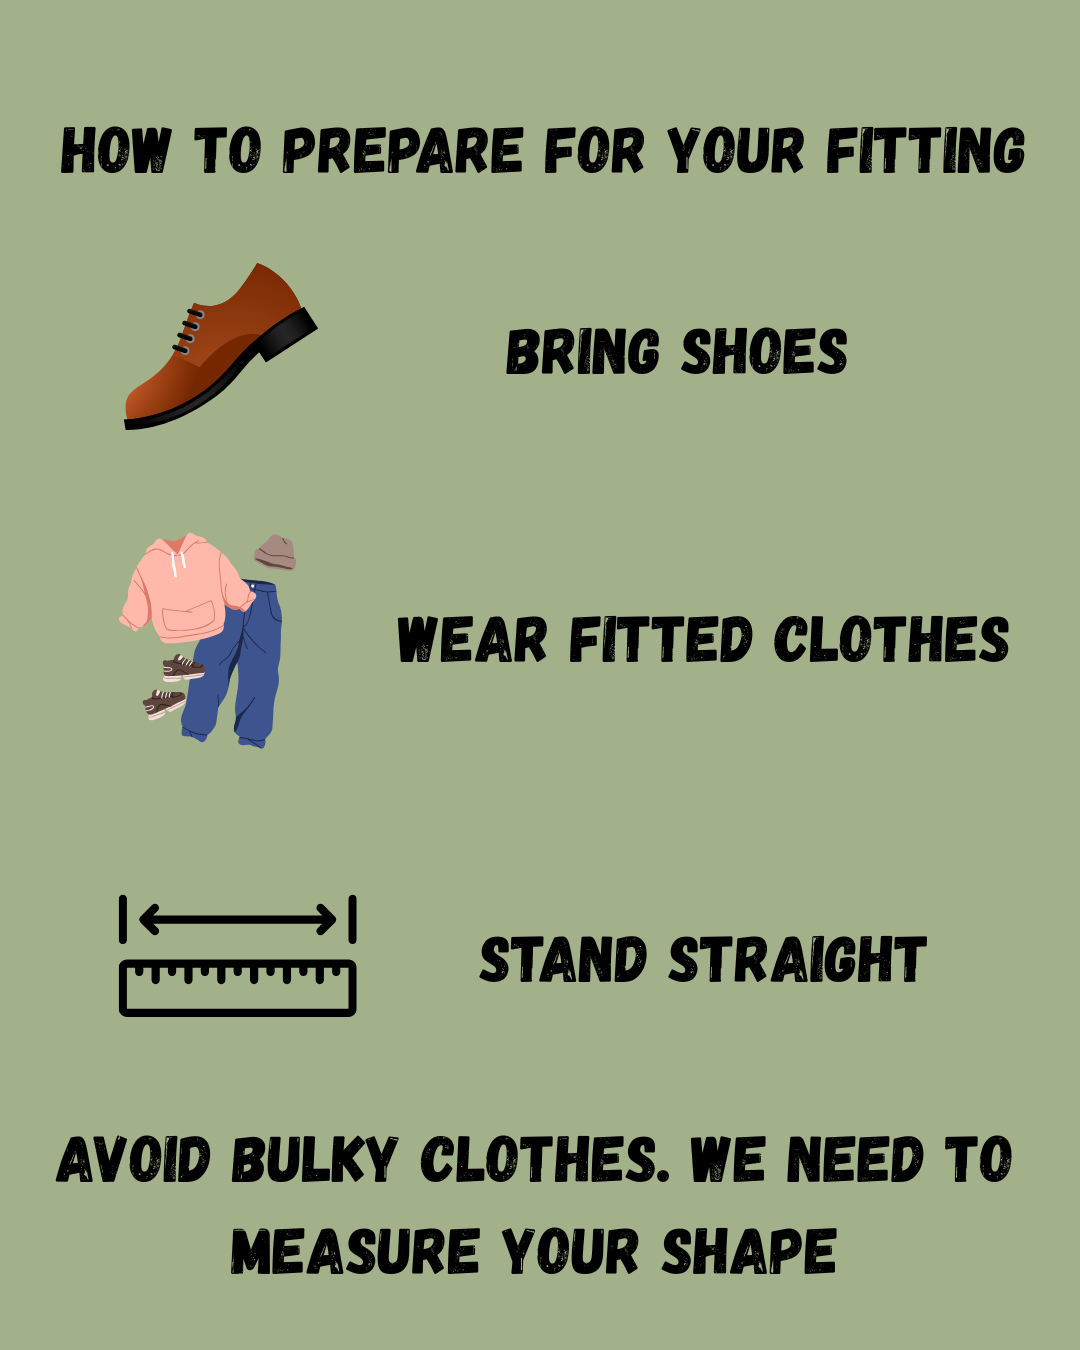 HOW TO PREPARE FOR YOUR FITTING
BRING SHOES
WEAR FITTED CLOTHES
STAND STRAIGHT
AVOID BULKY CLOTHES. WE NEED TO
MEASURE YOUR SHAPE